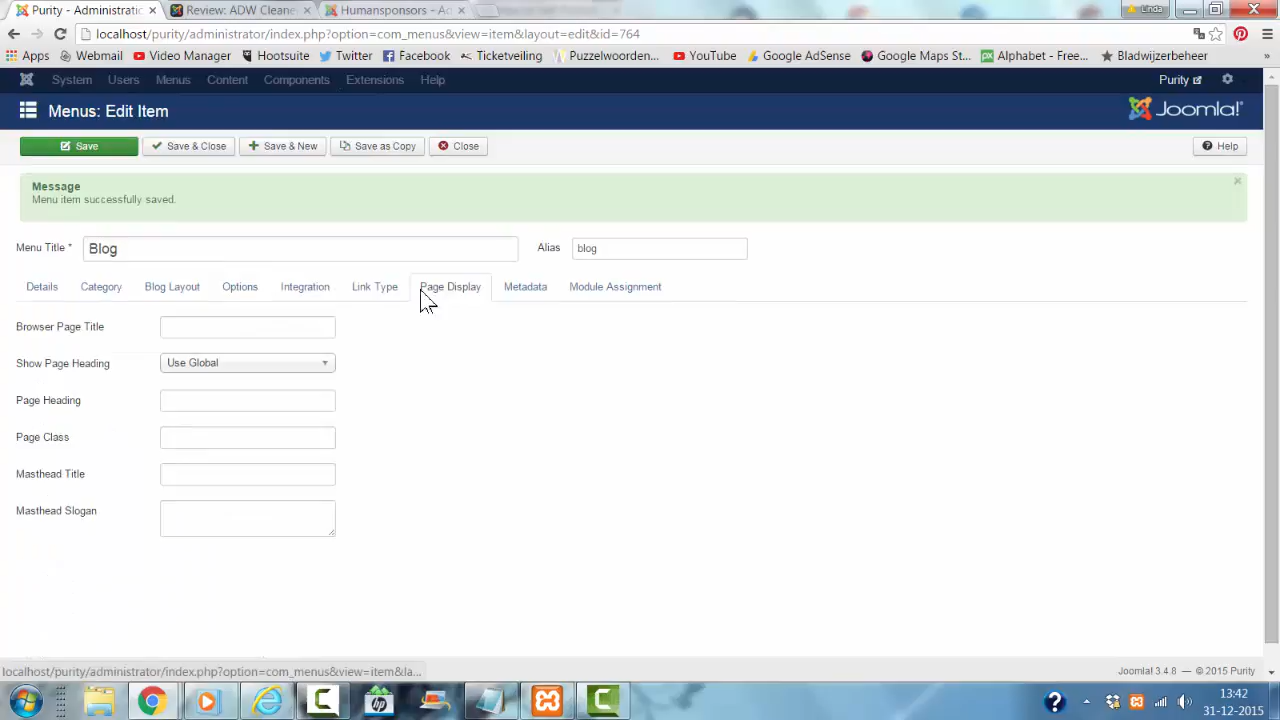 Purity - Administratio
Review: ADW Cleane
Humansponsors - Ad
Linda
localhost/purity/administrator/index.php?option=com_menus&view=item&layout=edit&id=764
Apps Webmail Video Manager Hootsuite Twitter Facebook Ticketveiling Puzzelwoorden... YouTube Google AdSense Google Maps St... Alphabet - Free... Bladwijzerbeheer »
System Users Menus Content Components Extensions Help Purity
Menus: Edit Item Joomla!®
Save Save & Close Save & New Save as Copy Close Help
Message
Menu item successfully saved.
Menu Title * Blog Alias blog
Details Category Blog Layout Options Integration Link Type Page Display Metadata Module Assignment
Browser Page Title
Show Page Heading Use Global
Page Heading
Page Class
Masthead Title
Masthead Slogan
localhost/purity/administrator/index.php?option=com_menus&view=item&la...
Joomla! 3.4.8 — © 2015 Purity
13:42
31-12-2015